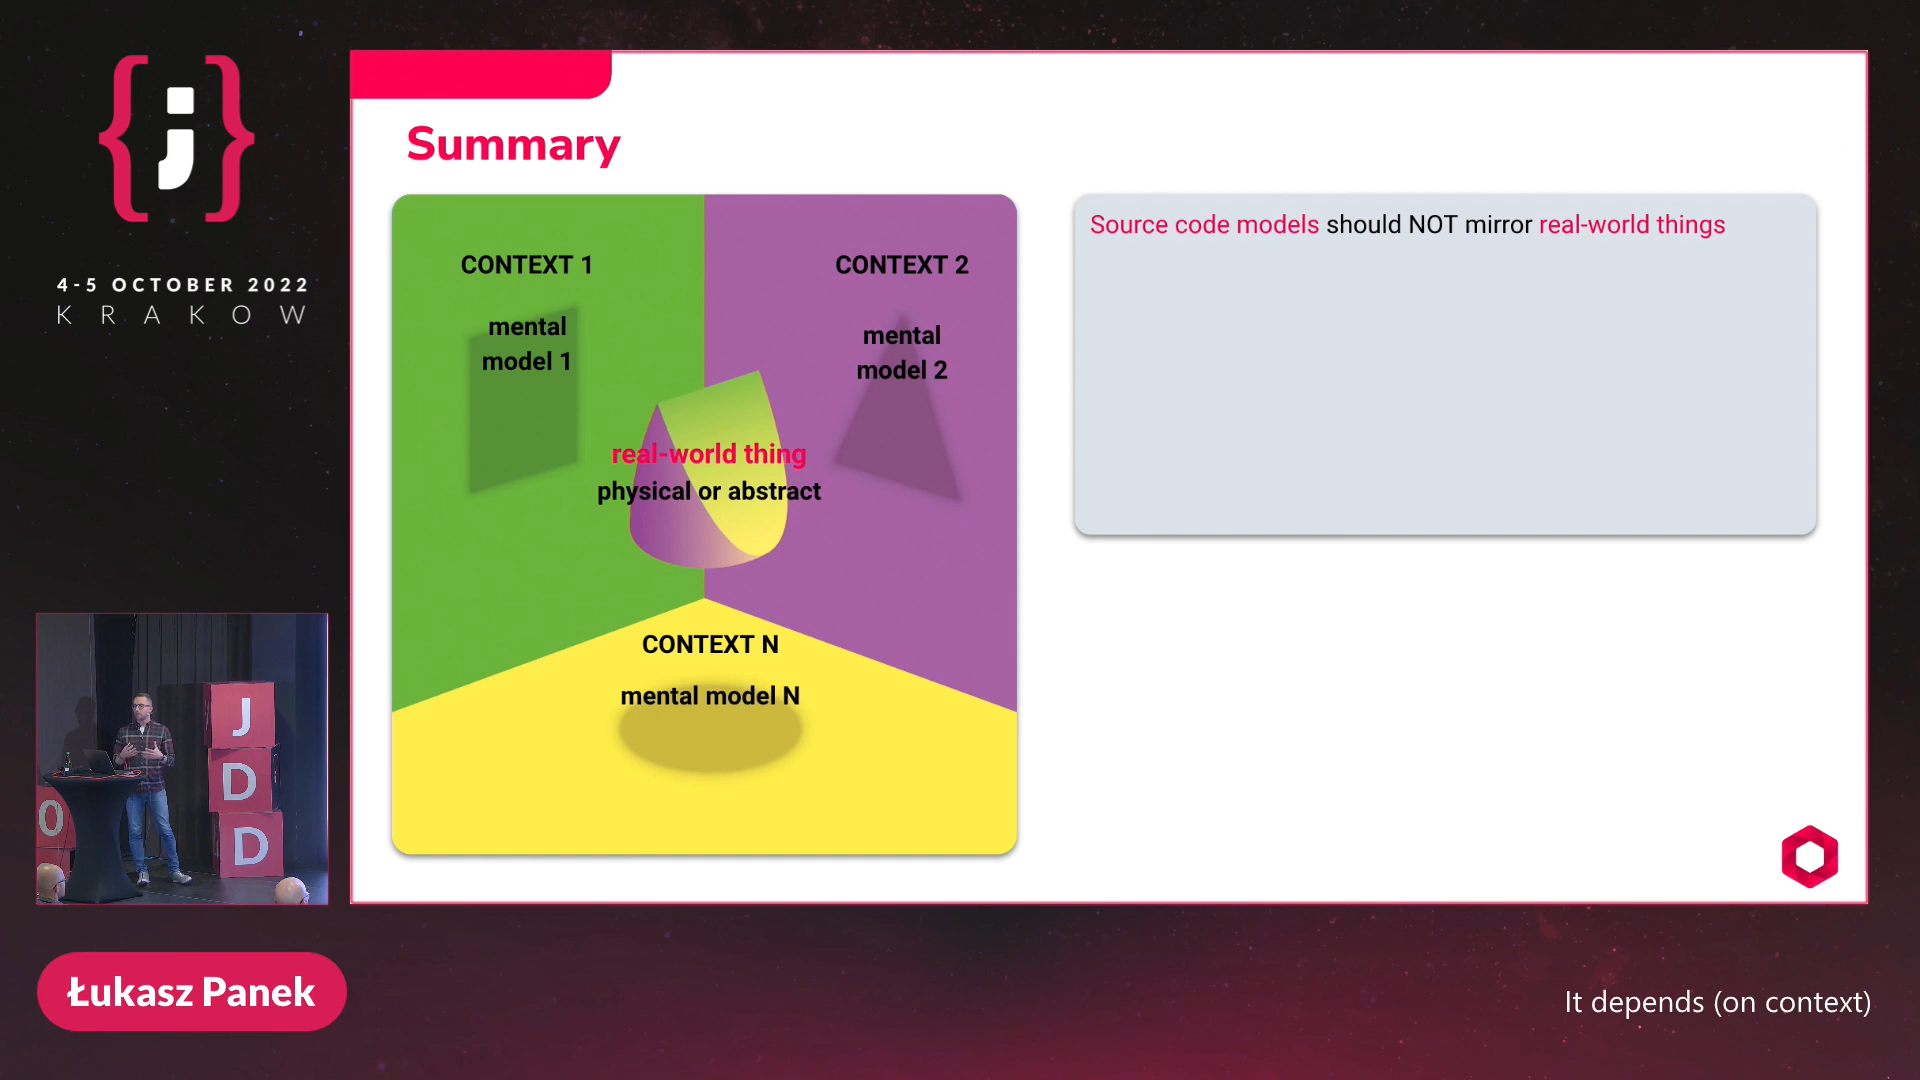 {j}
4-5 OCTOBER 2022
KRAKOW
Summary
CONTEXT 1
mental
model 1
CONTEXT 2
mental
model 2
real-world thing
physical or abstract
CONTEXT N
mental model N
Source code models should NOT mirror real-world things
J
D
D
0
Łukasz Panek
It depends (on context)